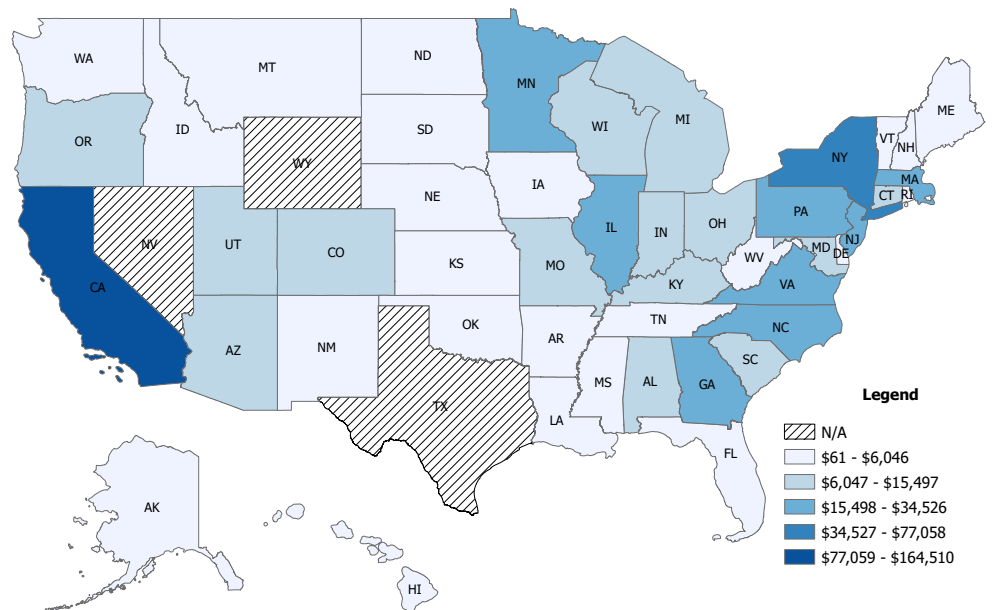 WA
MT
ND
MN
ME
VT
NH
OR
ID
SD
WI
MI
NY
WY
MA
CT
RI
NE
IA
PA
NJ
NV
UT
CO
IL
IN
OH
MD
DE
WV
CA
KS
MO
KY
VA
AZ
NM
OK
AR
TN
NC
SC
TX
LA
MS
AL
GA
FL
AK
HI
Legend
N/A
$61 - $6,046
$6,047 - $15,497
$15,498 - $34,526
$34,527 - $77,058
$77,059 - $164,510